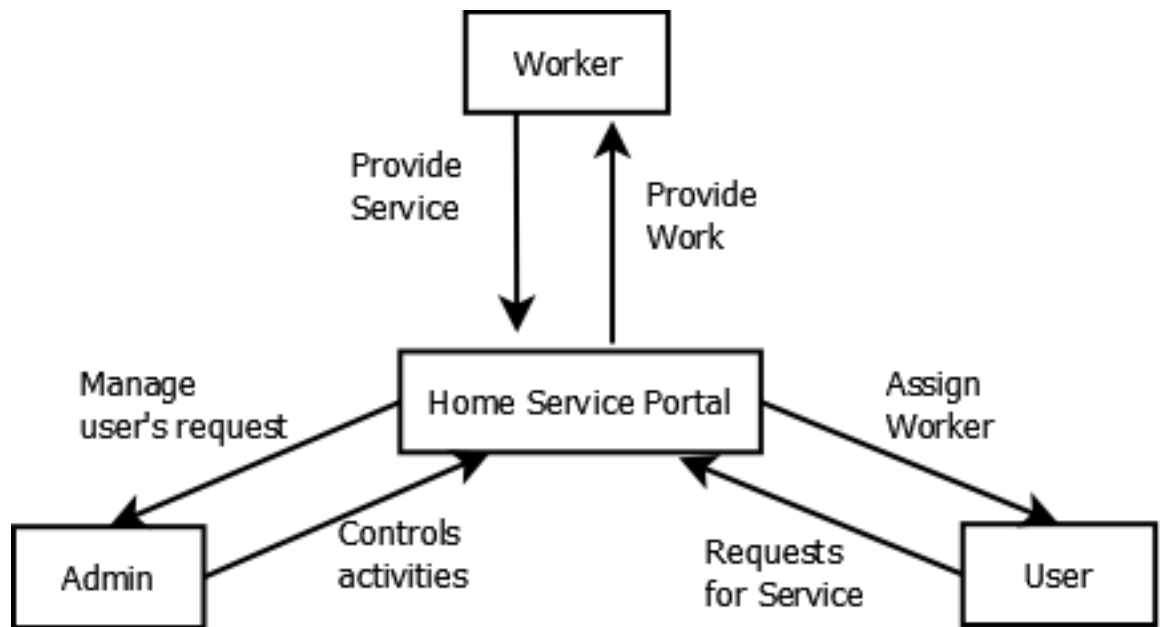 Worker
Provide
Service
Provide
Work
Manage
user's request
Home Service Portal
Assign
Worker
Controls
activities
Requests
for Service
Admin
User